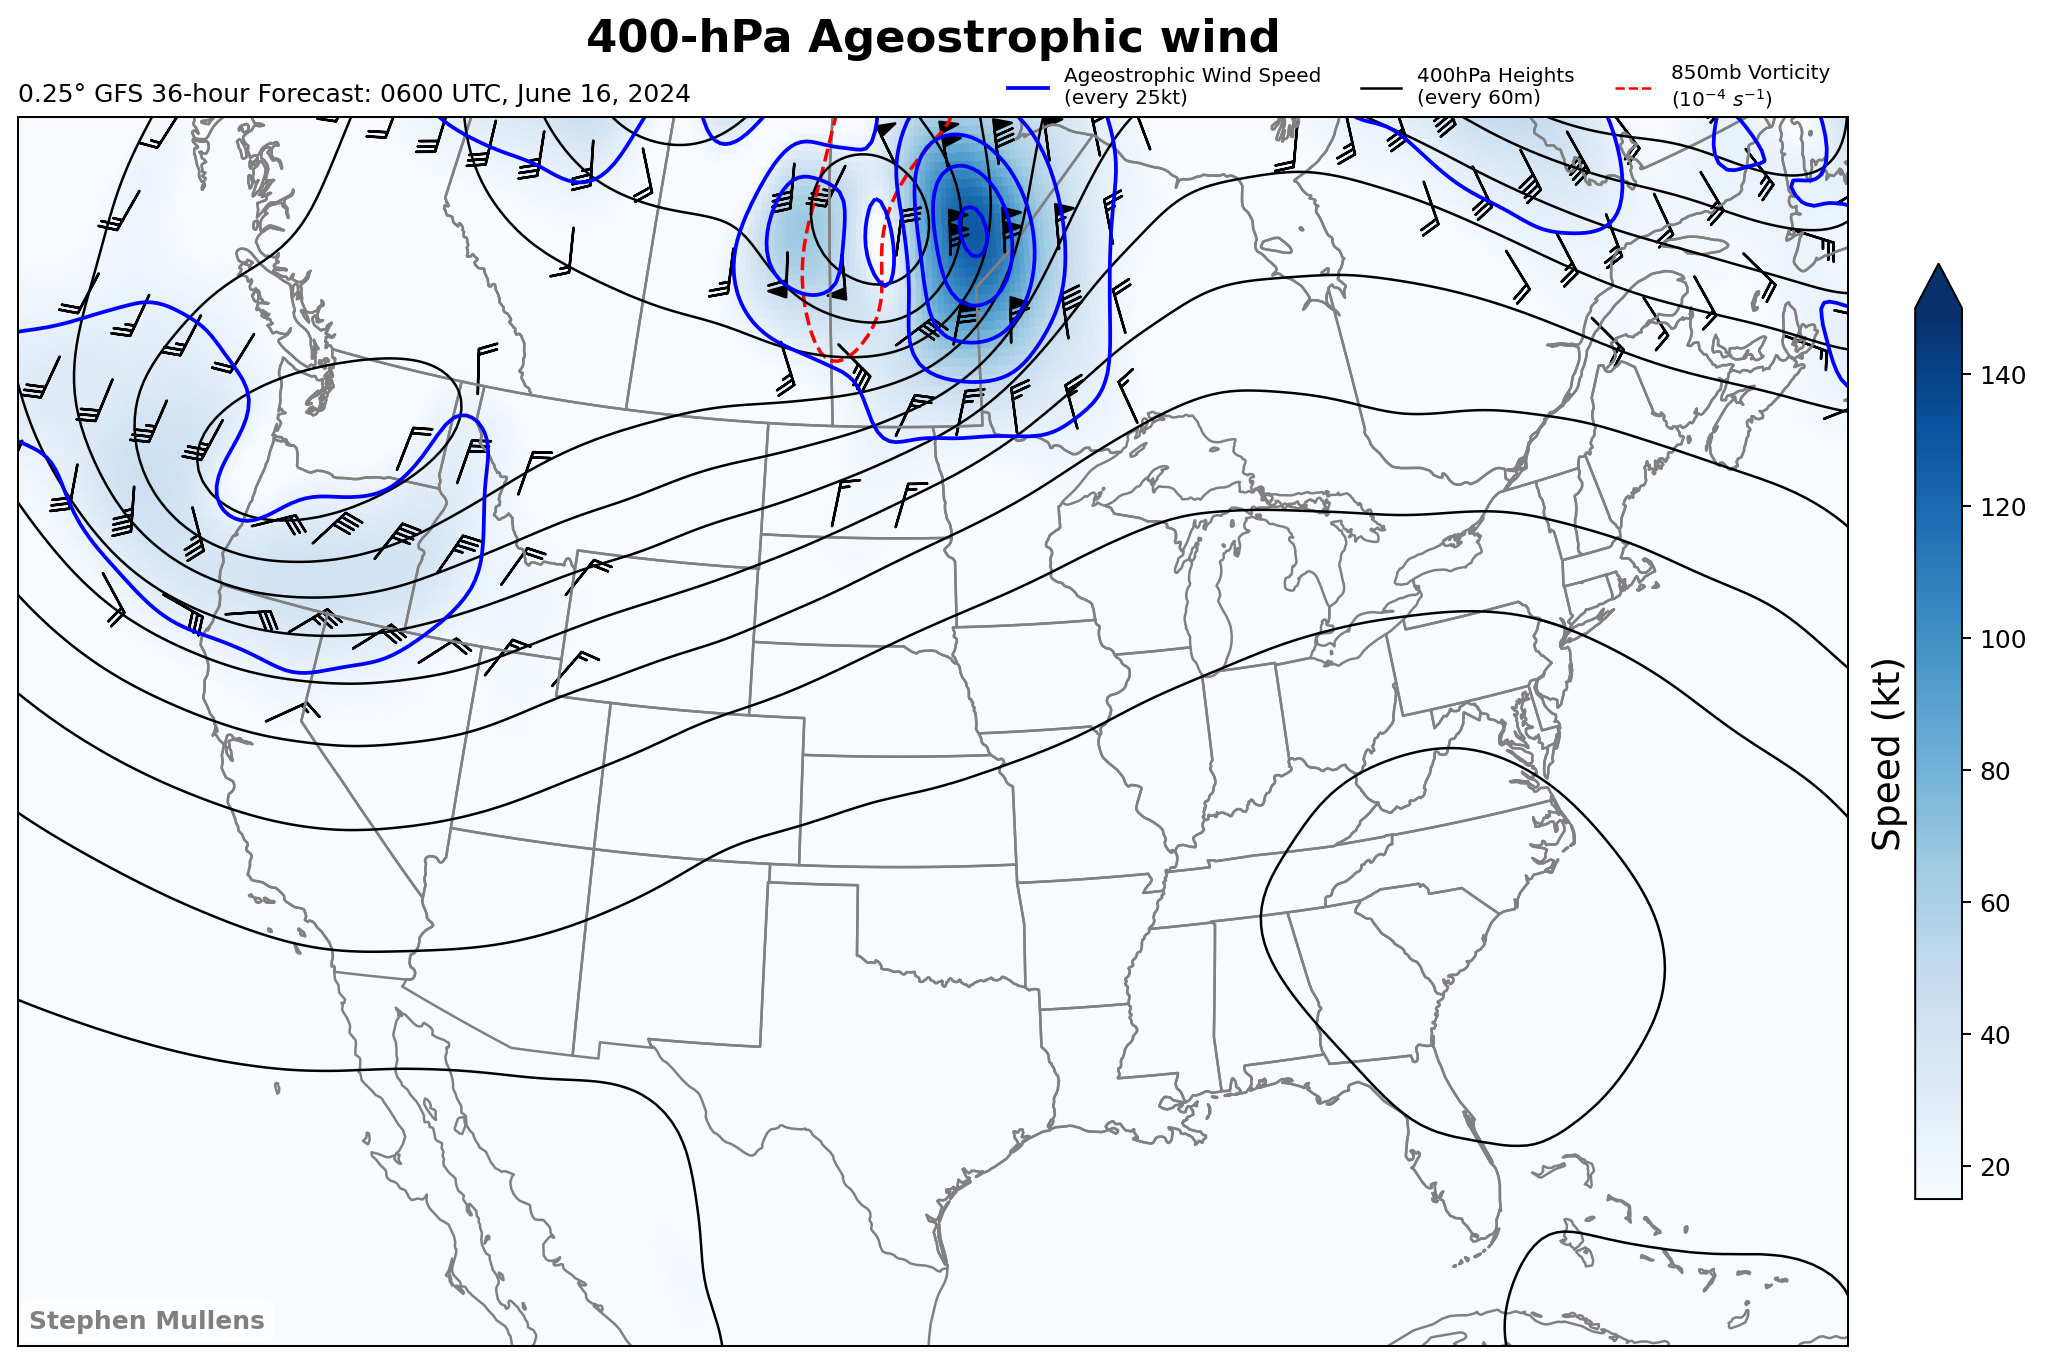 400-hPa Ageostrophic wind
0.25° GFS 36-hour Forecast: 0600 UTC, June 16, 2024
Ageostrophic Wind Speed
(every 25kt)
400hPa Heights
(every 60m)
850mb Vorticity
(10⁻⁴ s⁻¹)
140
120
100
80
60
40
20
Speed (kt)
Stephen Mullens